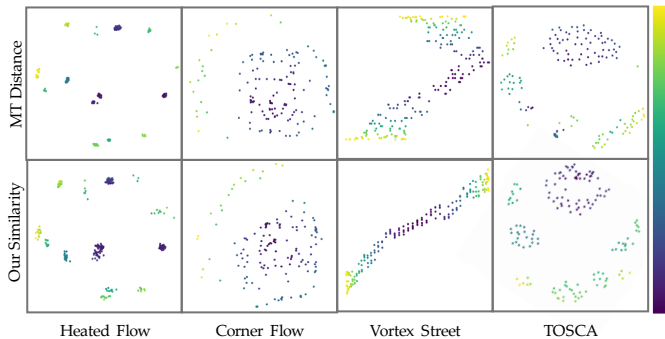 MT Distance
Our Similarity
Heated Flow
Corner Flow
Vortex Street
TOSCA